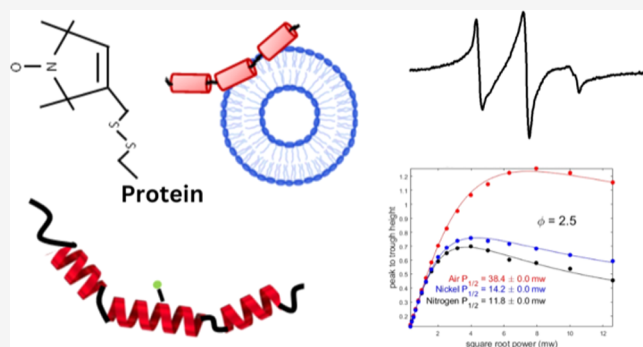 O
N
S
S
Protein
ϕ = 2.5
Air P1/2 = 38.4 ± 0.0 mw
Nickel P1/2 = 14.2 ± 0.0 mw
Nitrogen P1/2 = 11.8 ± 0.0 mw
peak to trough height
1.2
1.1
1
0.9
0.8
0.7
0.6
0.5
0.4
0.3
0.2
2
4
6
8
10
12
square root power (mw)